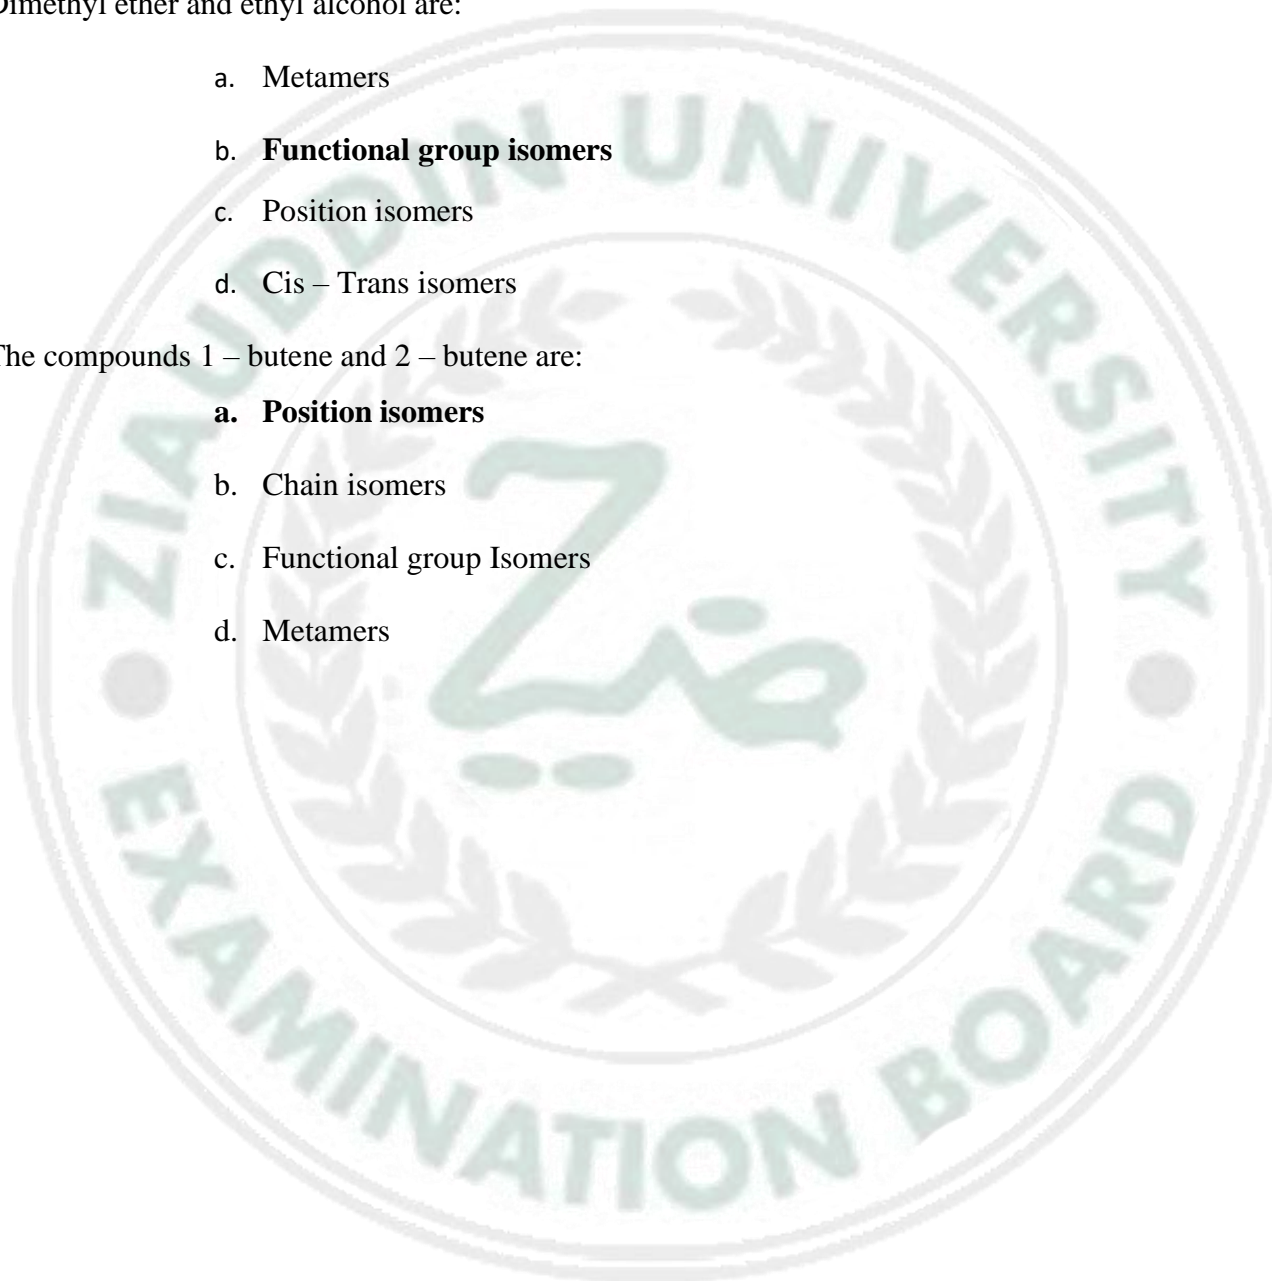 Dimethyl ether and ethyl alcohol are:
a. Metamers
b. Functional group isomers
c. Position isomers
d. Cis – Trans isomers
The compounds 1 – butene and 2 – butene are:
a. Position isomers
b. Chain isomers
c. Functional group Isomers
d. Metamers
ZIAUDDIN UNIVERSITY
EXAMINATION BOARD